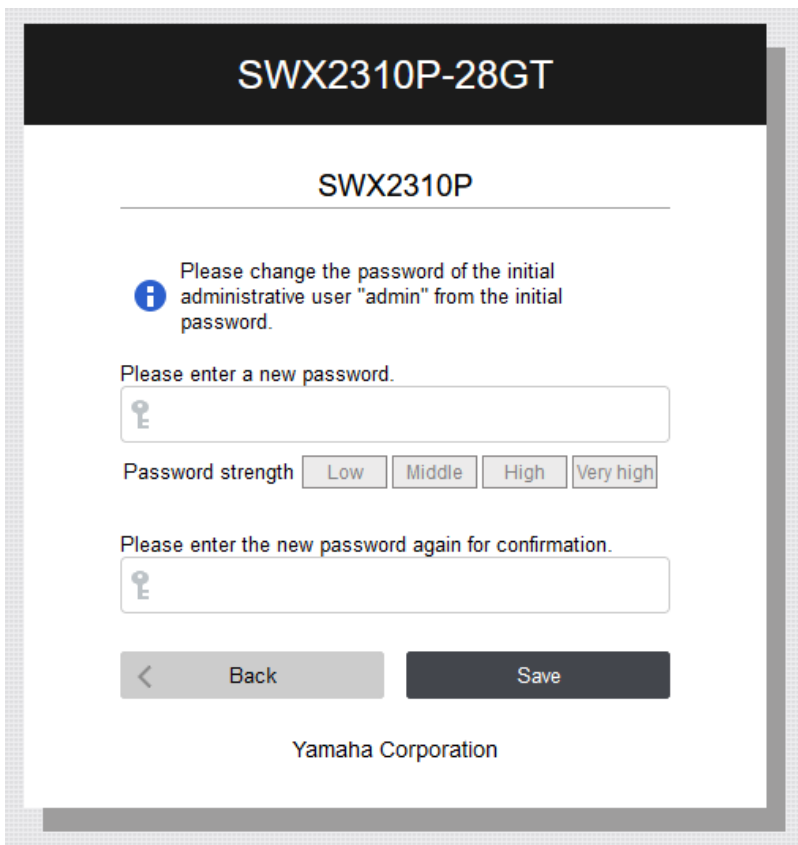 SWX2310P-28GT
SWX2310P
Please change the password of the initial
administrative user "admin" from the initial
password.
Please enter a new password.
Password strength Low Middle High Very high
Please enter the new password again for confirmation.
Back Save
Yamaha Corporation